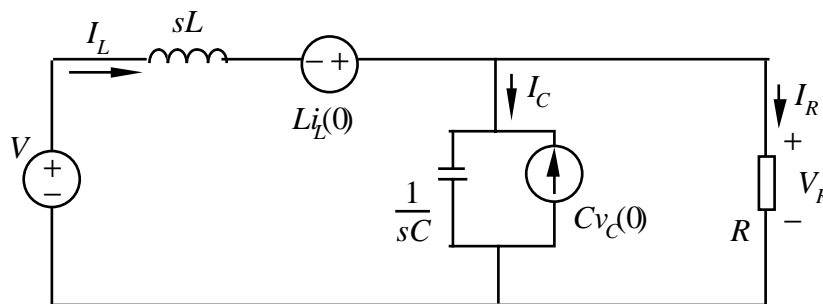 I_L
sL
− +
Li_L(0)
V
+
−
I_C
1
sC
Cv_C(0)
I_R
+
V_R
−
R